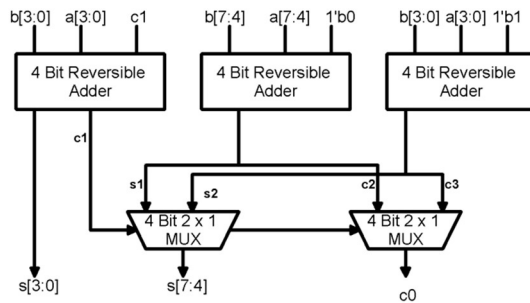 b[3:0] a[3:0] c1 b[7:4] a[7:4] 1'b0 b[3:0] a[3:0] 1'b1
4 Bit Reversible
Adder
4 Bit Reversible
Adder
4 Bit Reversible
Adder
c1
s1
s2
c2
c3
4 Bit 2 x 1
MUX
4 Bit 2 x 1
MUX
s[3:0]
s[7:4]
c0